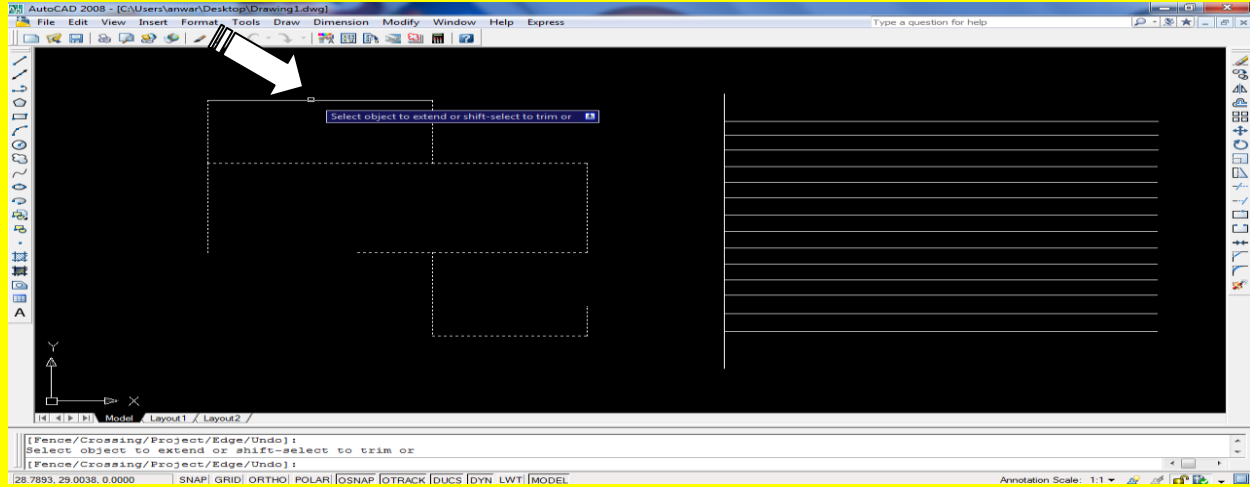 AutoCAD 2008 - [C:\Users\anwar\Desktop\Drawing1.dwg]
File Edit View Insert Format Tools Draw Dimension Modify Window Help Express Type a question for help
Select object to extend or shift-select to trim or
A
Y
X
Model Layout1 Layout2
[Fence/Crossing/Project/Edge/Undo]:
Select object to extend or shift-select to trim or
[Fence/Crossing/Project/Edge/Undo]:
28.7893, 29.0038, 0.0000 SNAP GRID ORTHO POLAR OSNAP OTRACK DUCS DYN LWT MODEL Annotation Scale: 1:1